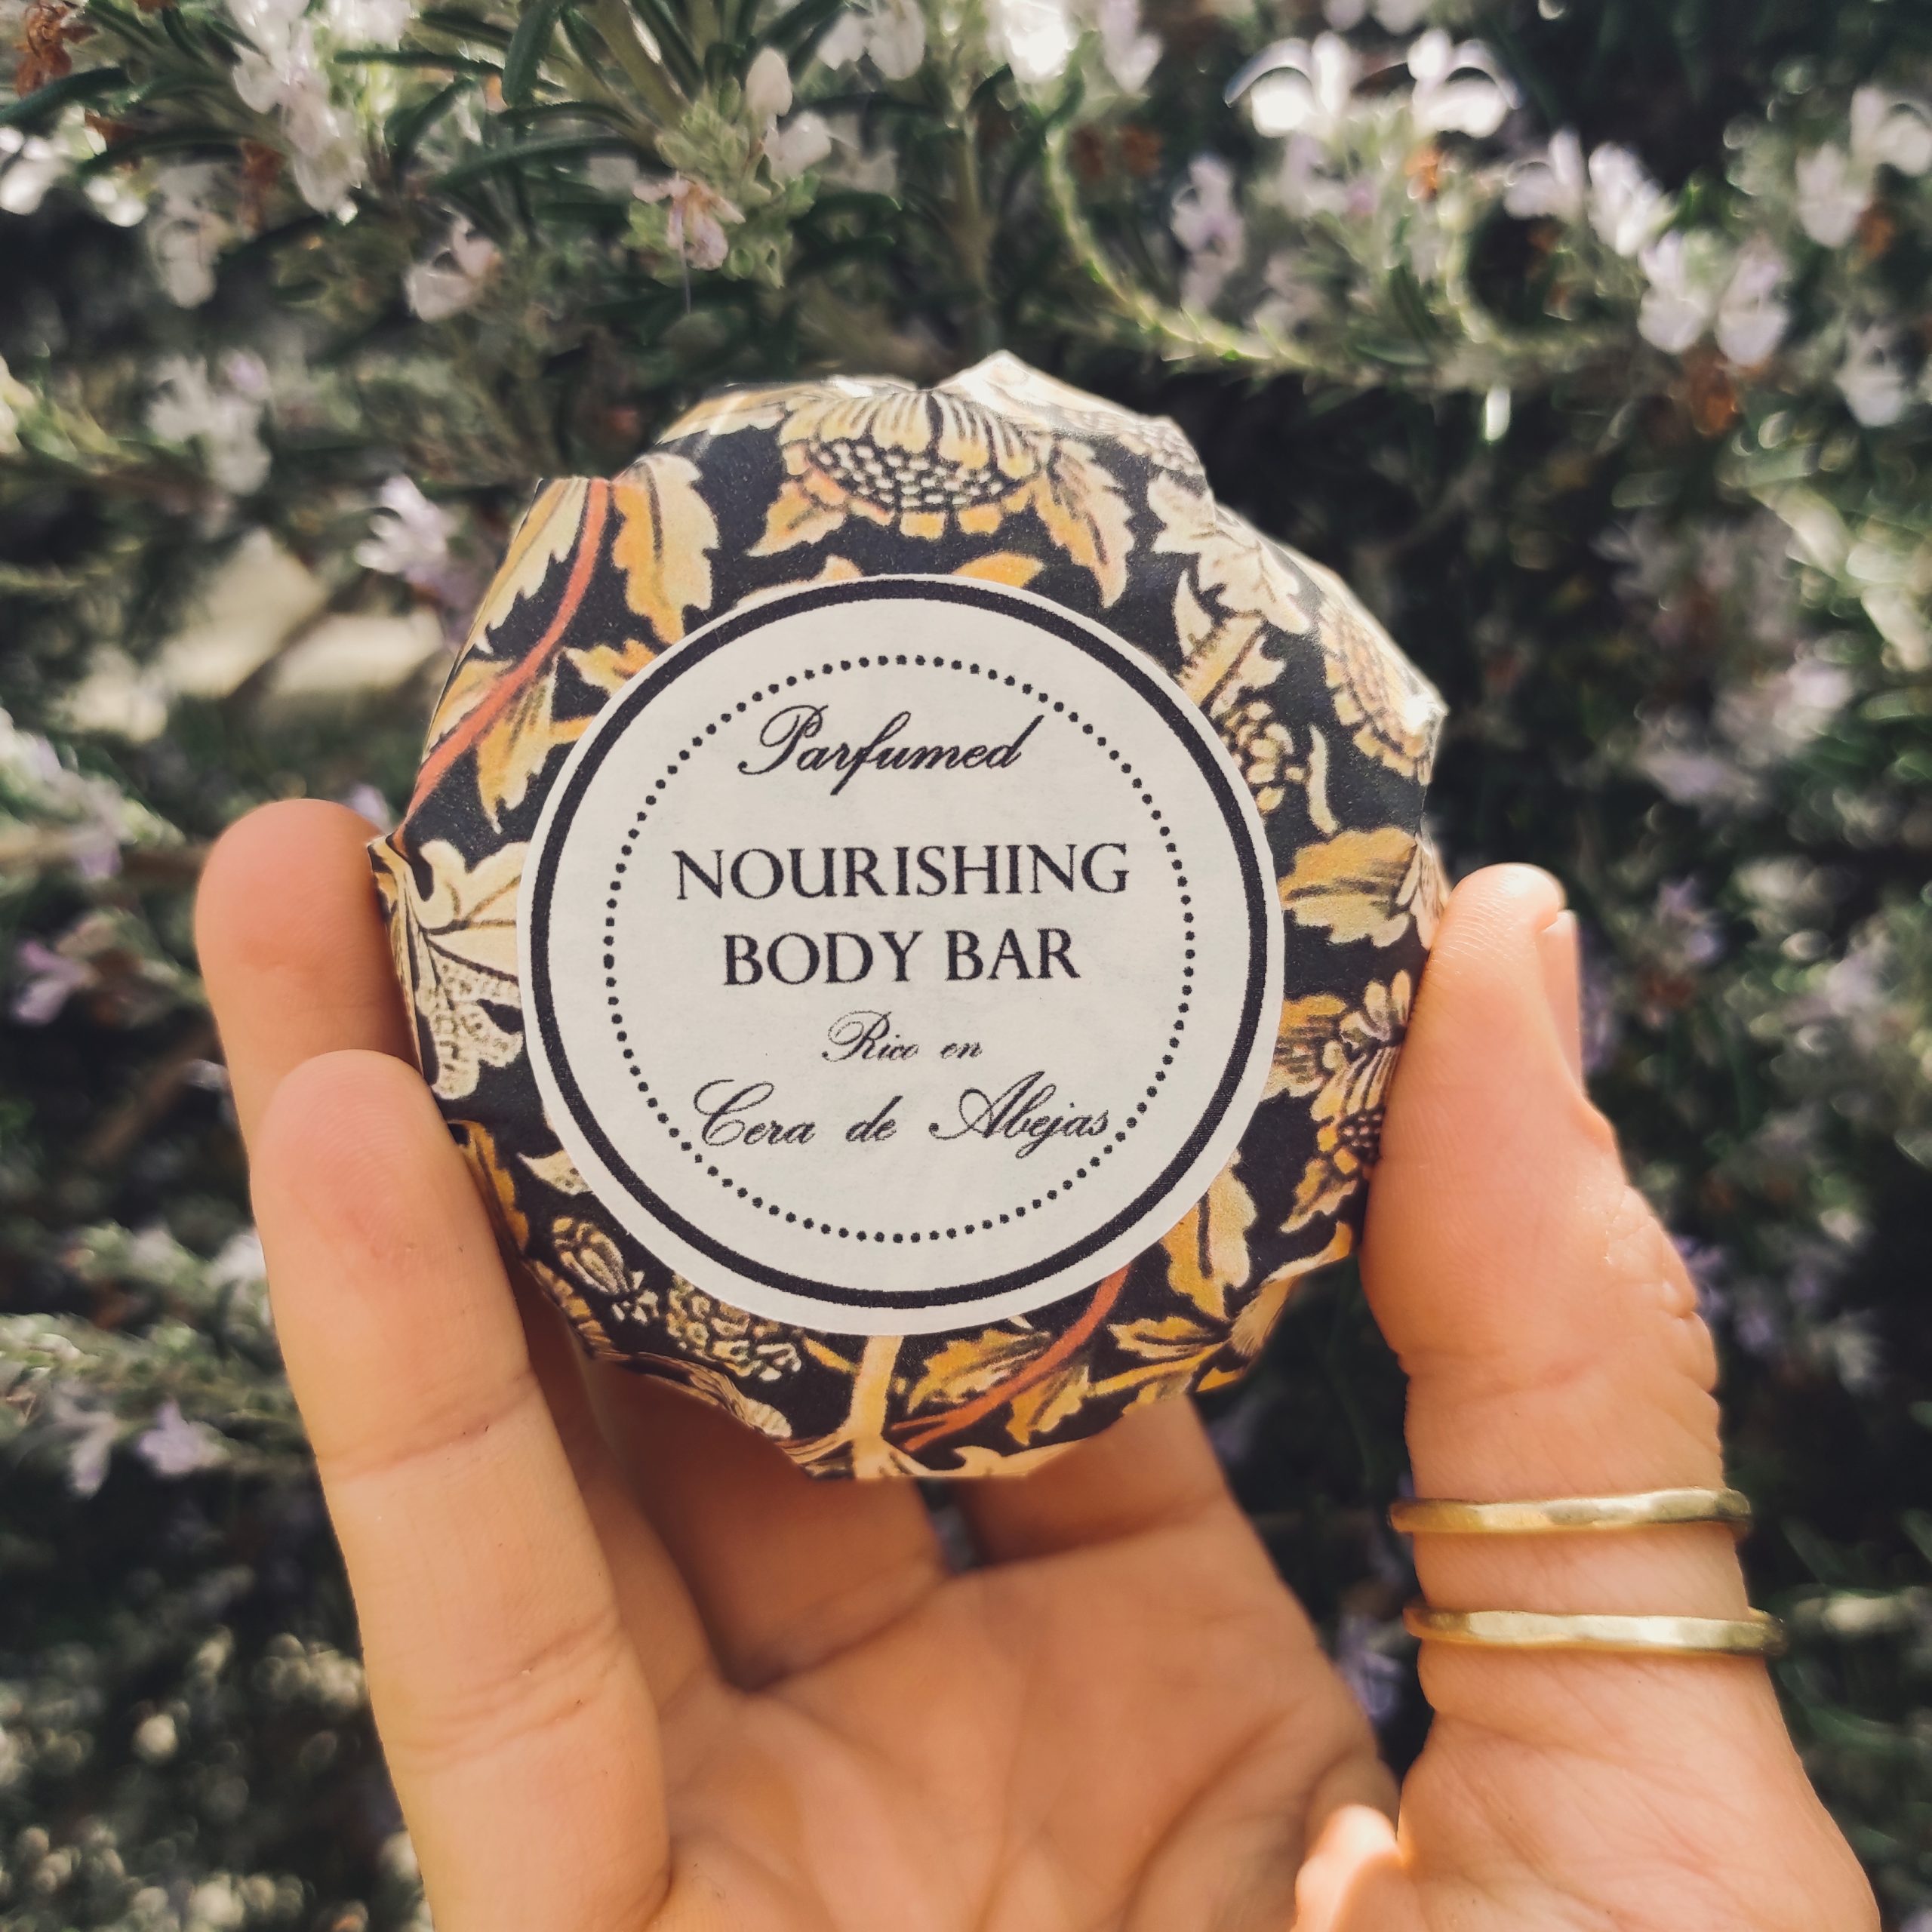 Parfumed
NOURISHING
BODY BAR
Rico en
Cera de Abejas